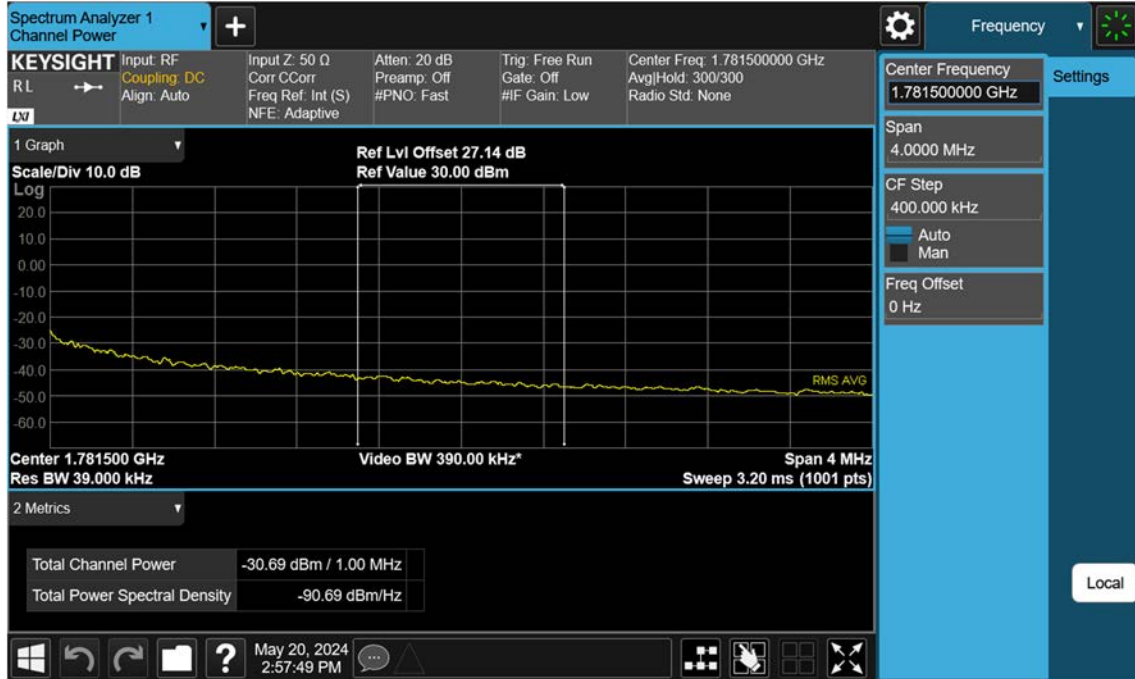 Spectrum Analyzer 1
Channel Power
Frequency
KEYSIGHT
R L
LXI
Input: RF
Coupling: DC
Align: Auto
Input Z: 50 Ω
Corr CCorr
Freq Ref: Int (S)
NFE: Adaptive
Atten: 20 dB
Preamp: Off
#PNO: Fast
Trig: Free Run
Gate: Off
#IF Gain: Low
Center Freq: 1.781500000 GHz
Avg|Hold: 300/300
Radio Std: None
Center Frequency
1.781500000 GHz
Settings
Span
4.0000 MHz
CF Step
400.000 kHz
Auto
Man
Freq Offset
0 Hz
Local
1 Graph
Scale/Div 10.0 dB
Ref Lvl Offset 27.14 dB
Ref Value 30.00 dBm
Log
20.0
10.0
0.00
-10.0
-20.0
-30.0
-40.0
-50.0
-60.0
RMS AVG
Center 1.781500 GHz
Video BW 390.00 kHz*
Span 4 MHz
Res BW 39.000 kHz
Sweep 3.20 ms (1001 pts)
2 Metrics
Total Channel Power -30.69 dBm / 1.00 MHz
Total Power Spectral Density -90.69 dBm/Hz
?
May 20, 2024
2:57:49 PM